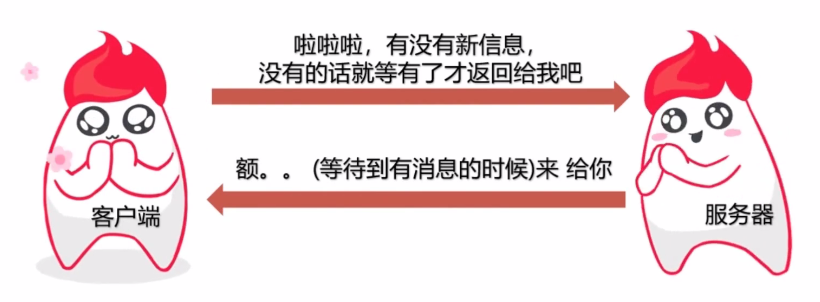 啦啦啦，有没有新信息，
没有的话就等有了才返回给我吧
额。。(等待到有消息的时候)来 给你
客户端
服务器